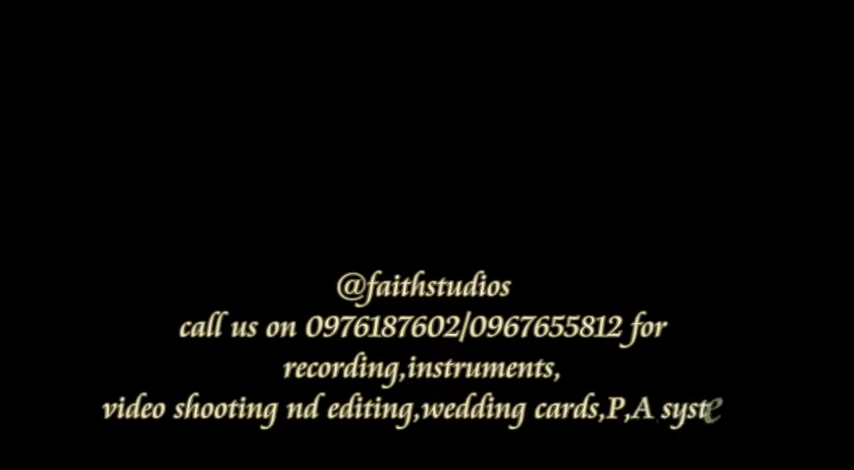 @faithstudios
call us on 0976187602/0967655812 for
recording,instruments,
video shooting nd editing,wedding cards,P,A syste